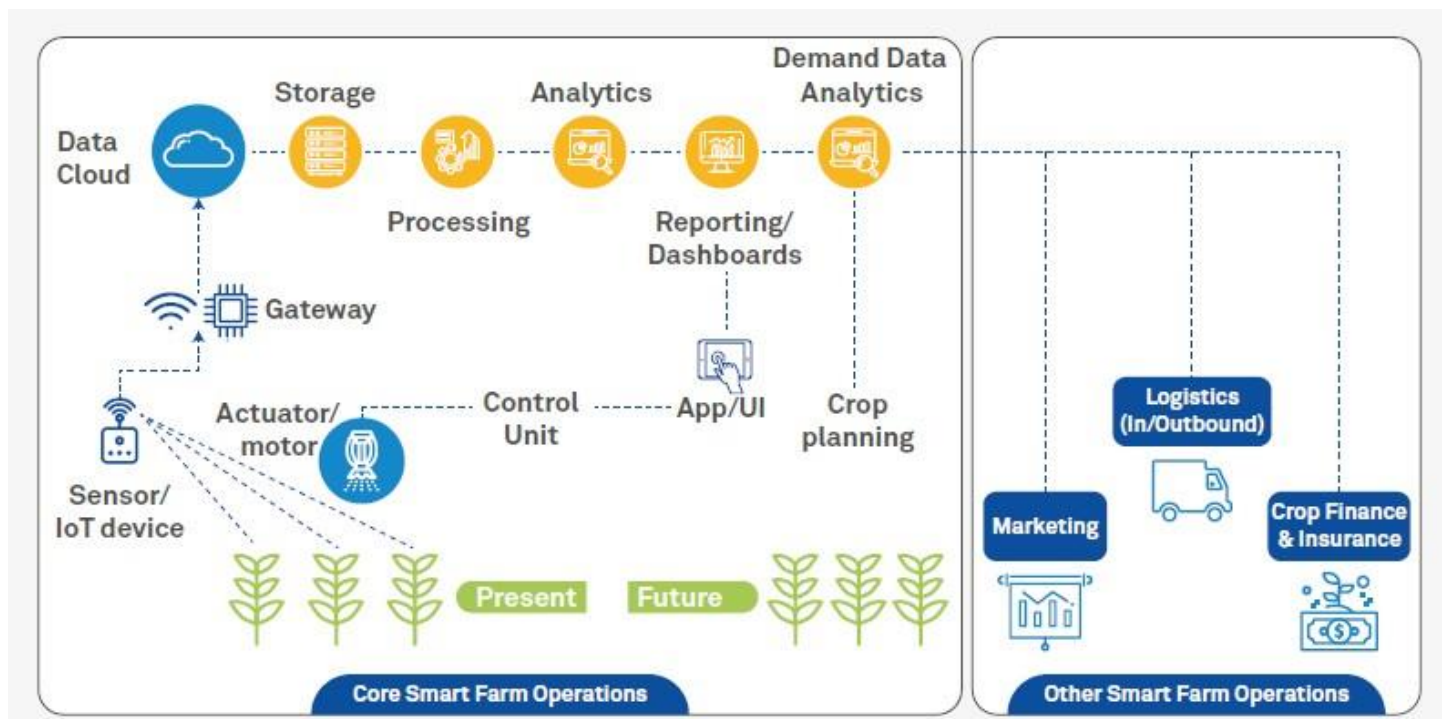 Demand Data
Analytics
Storage
Analytics
Data
Cloud
Processing
Reporting/
Dashboards
Gateway
Actuator/
motor
Control
Unit
App/UI
Crop
planning
Sensor/
IoT device
Present
Future
Core Smart Farm Operations
Logistics
(In/Outbound)
Marketing
Crop Finance
& Insurance
Other Smart Farm Operations